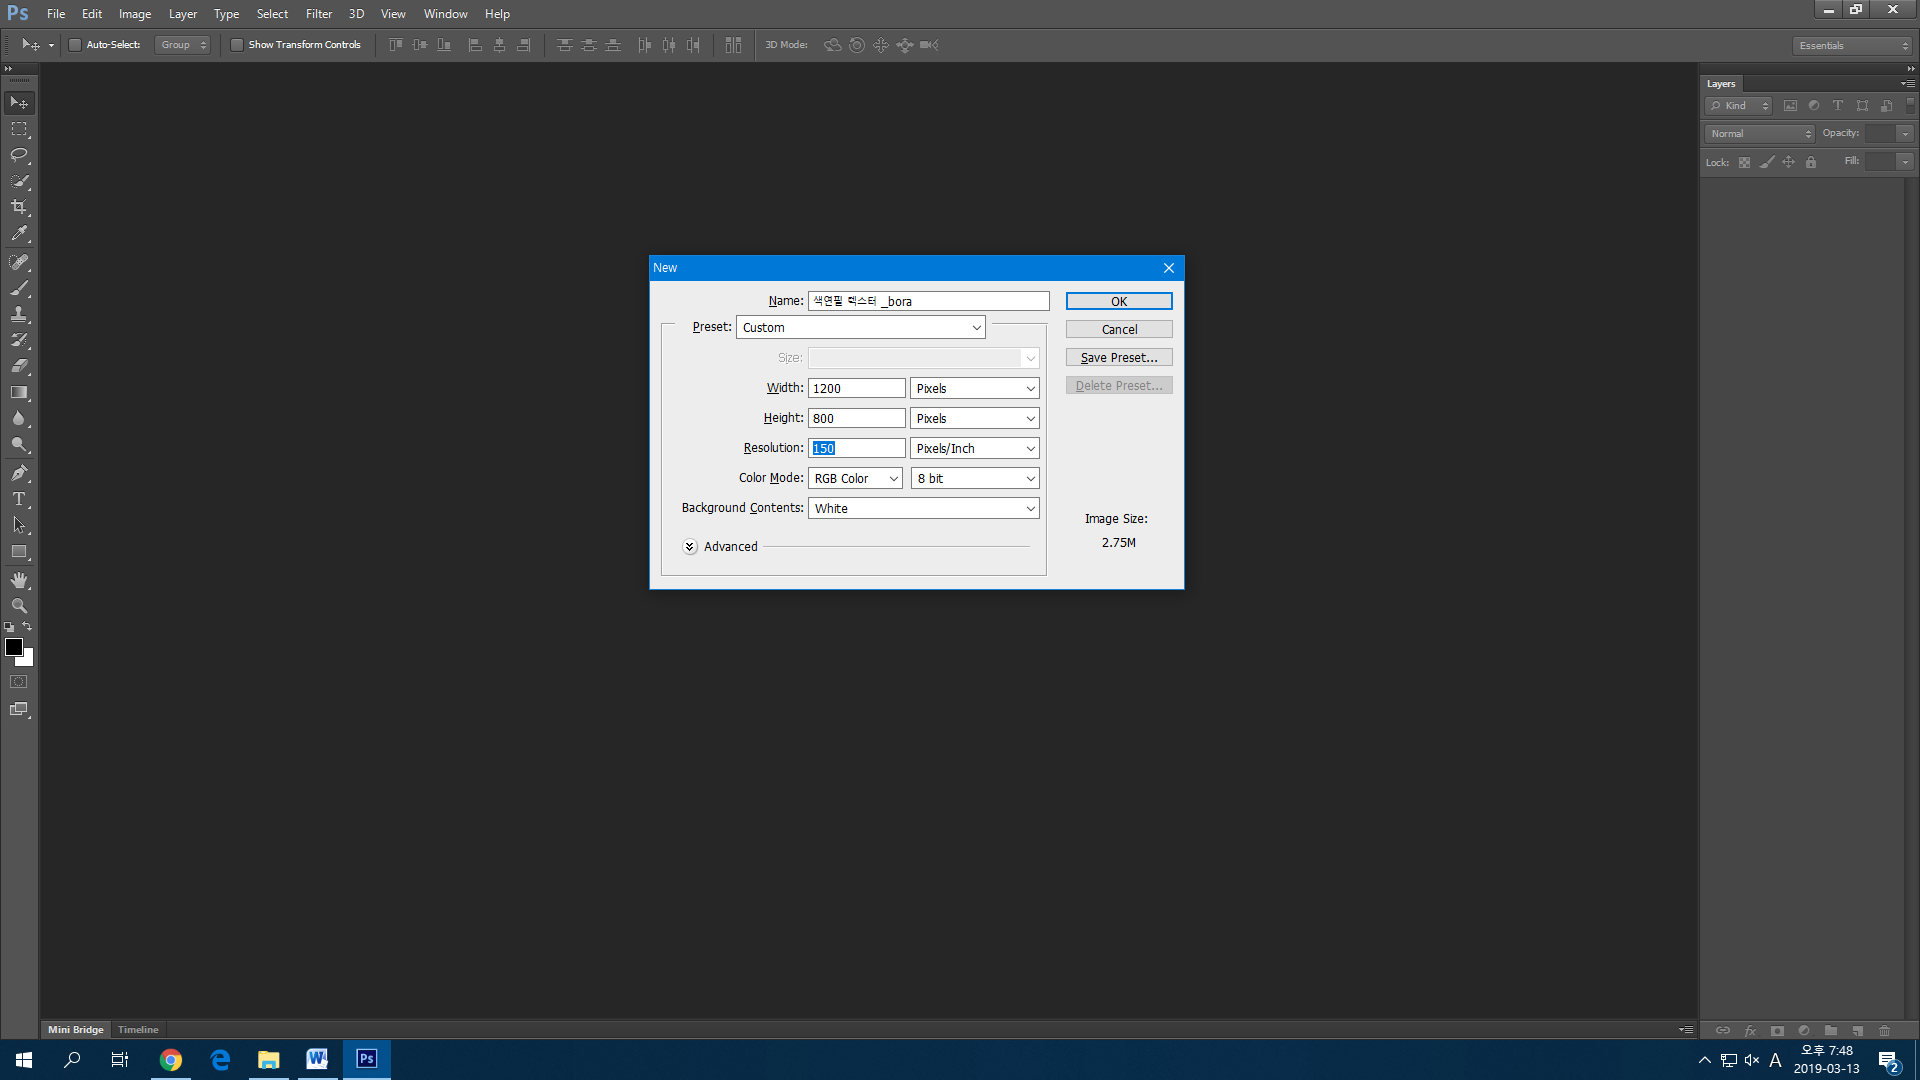 Ps File Edit Image Layer Type Select Filter 3D View Window Help
Auto-Select: Group Show Transform Controls 3D Mode: Essentials
Layers
Kind
Normal Opacity:
Lock: Fill:
New
Name: 색연필 텍스터 _bora OK
Preset: Custom Cancel
Size: Save Preset...
Width: 1200 Pixels Delete Preset...
Height: 800 Pixels
Resolution: 150 Pixels/Inch
Color Mode: RGB Color 8 bit
Background Contents: White Image Size:
Advanced 2.75M
Mini Bridge Timeline
오후 7:48
2019-03-13
A
2